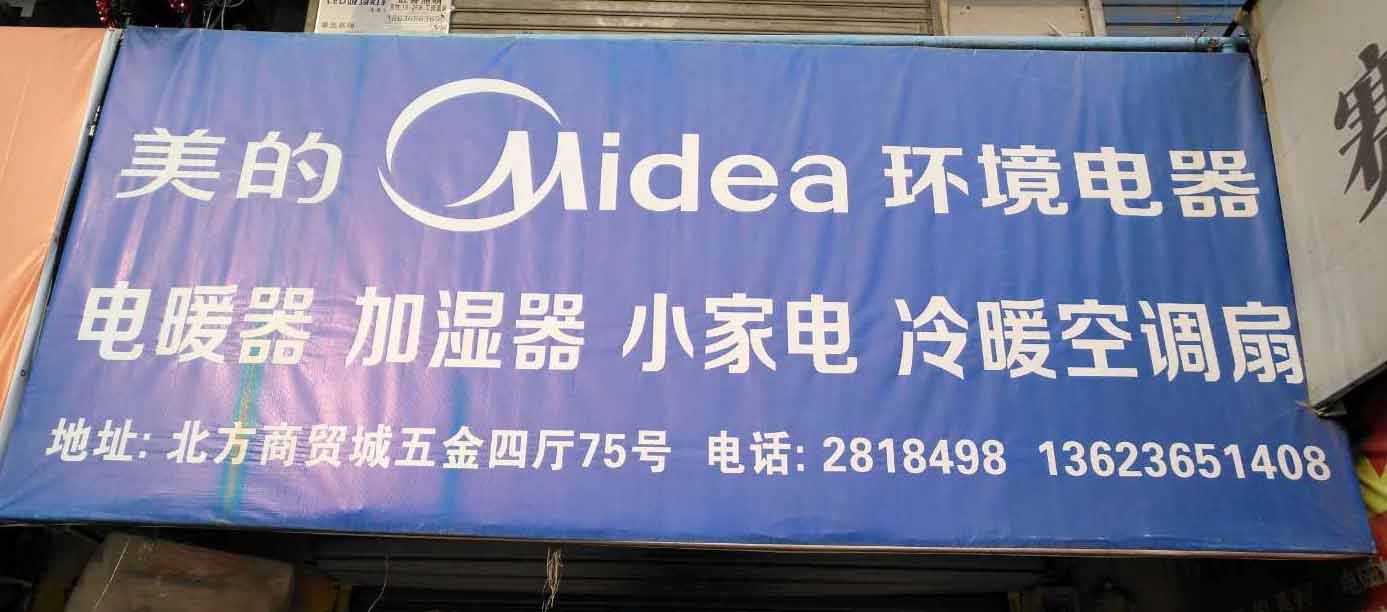 美的 Midea 环境电器
电暖器 加湿器 小家电 冷暖空调扇
地址: 北方商贸城五金四厅75号 电话: 2818498 13623651408
赛